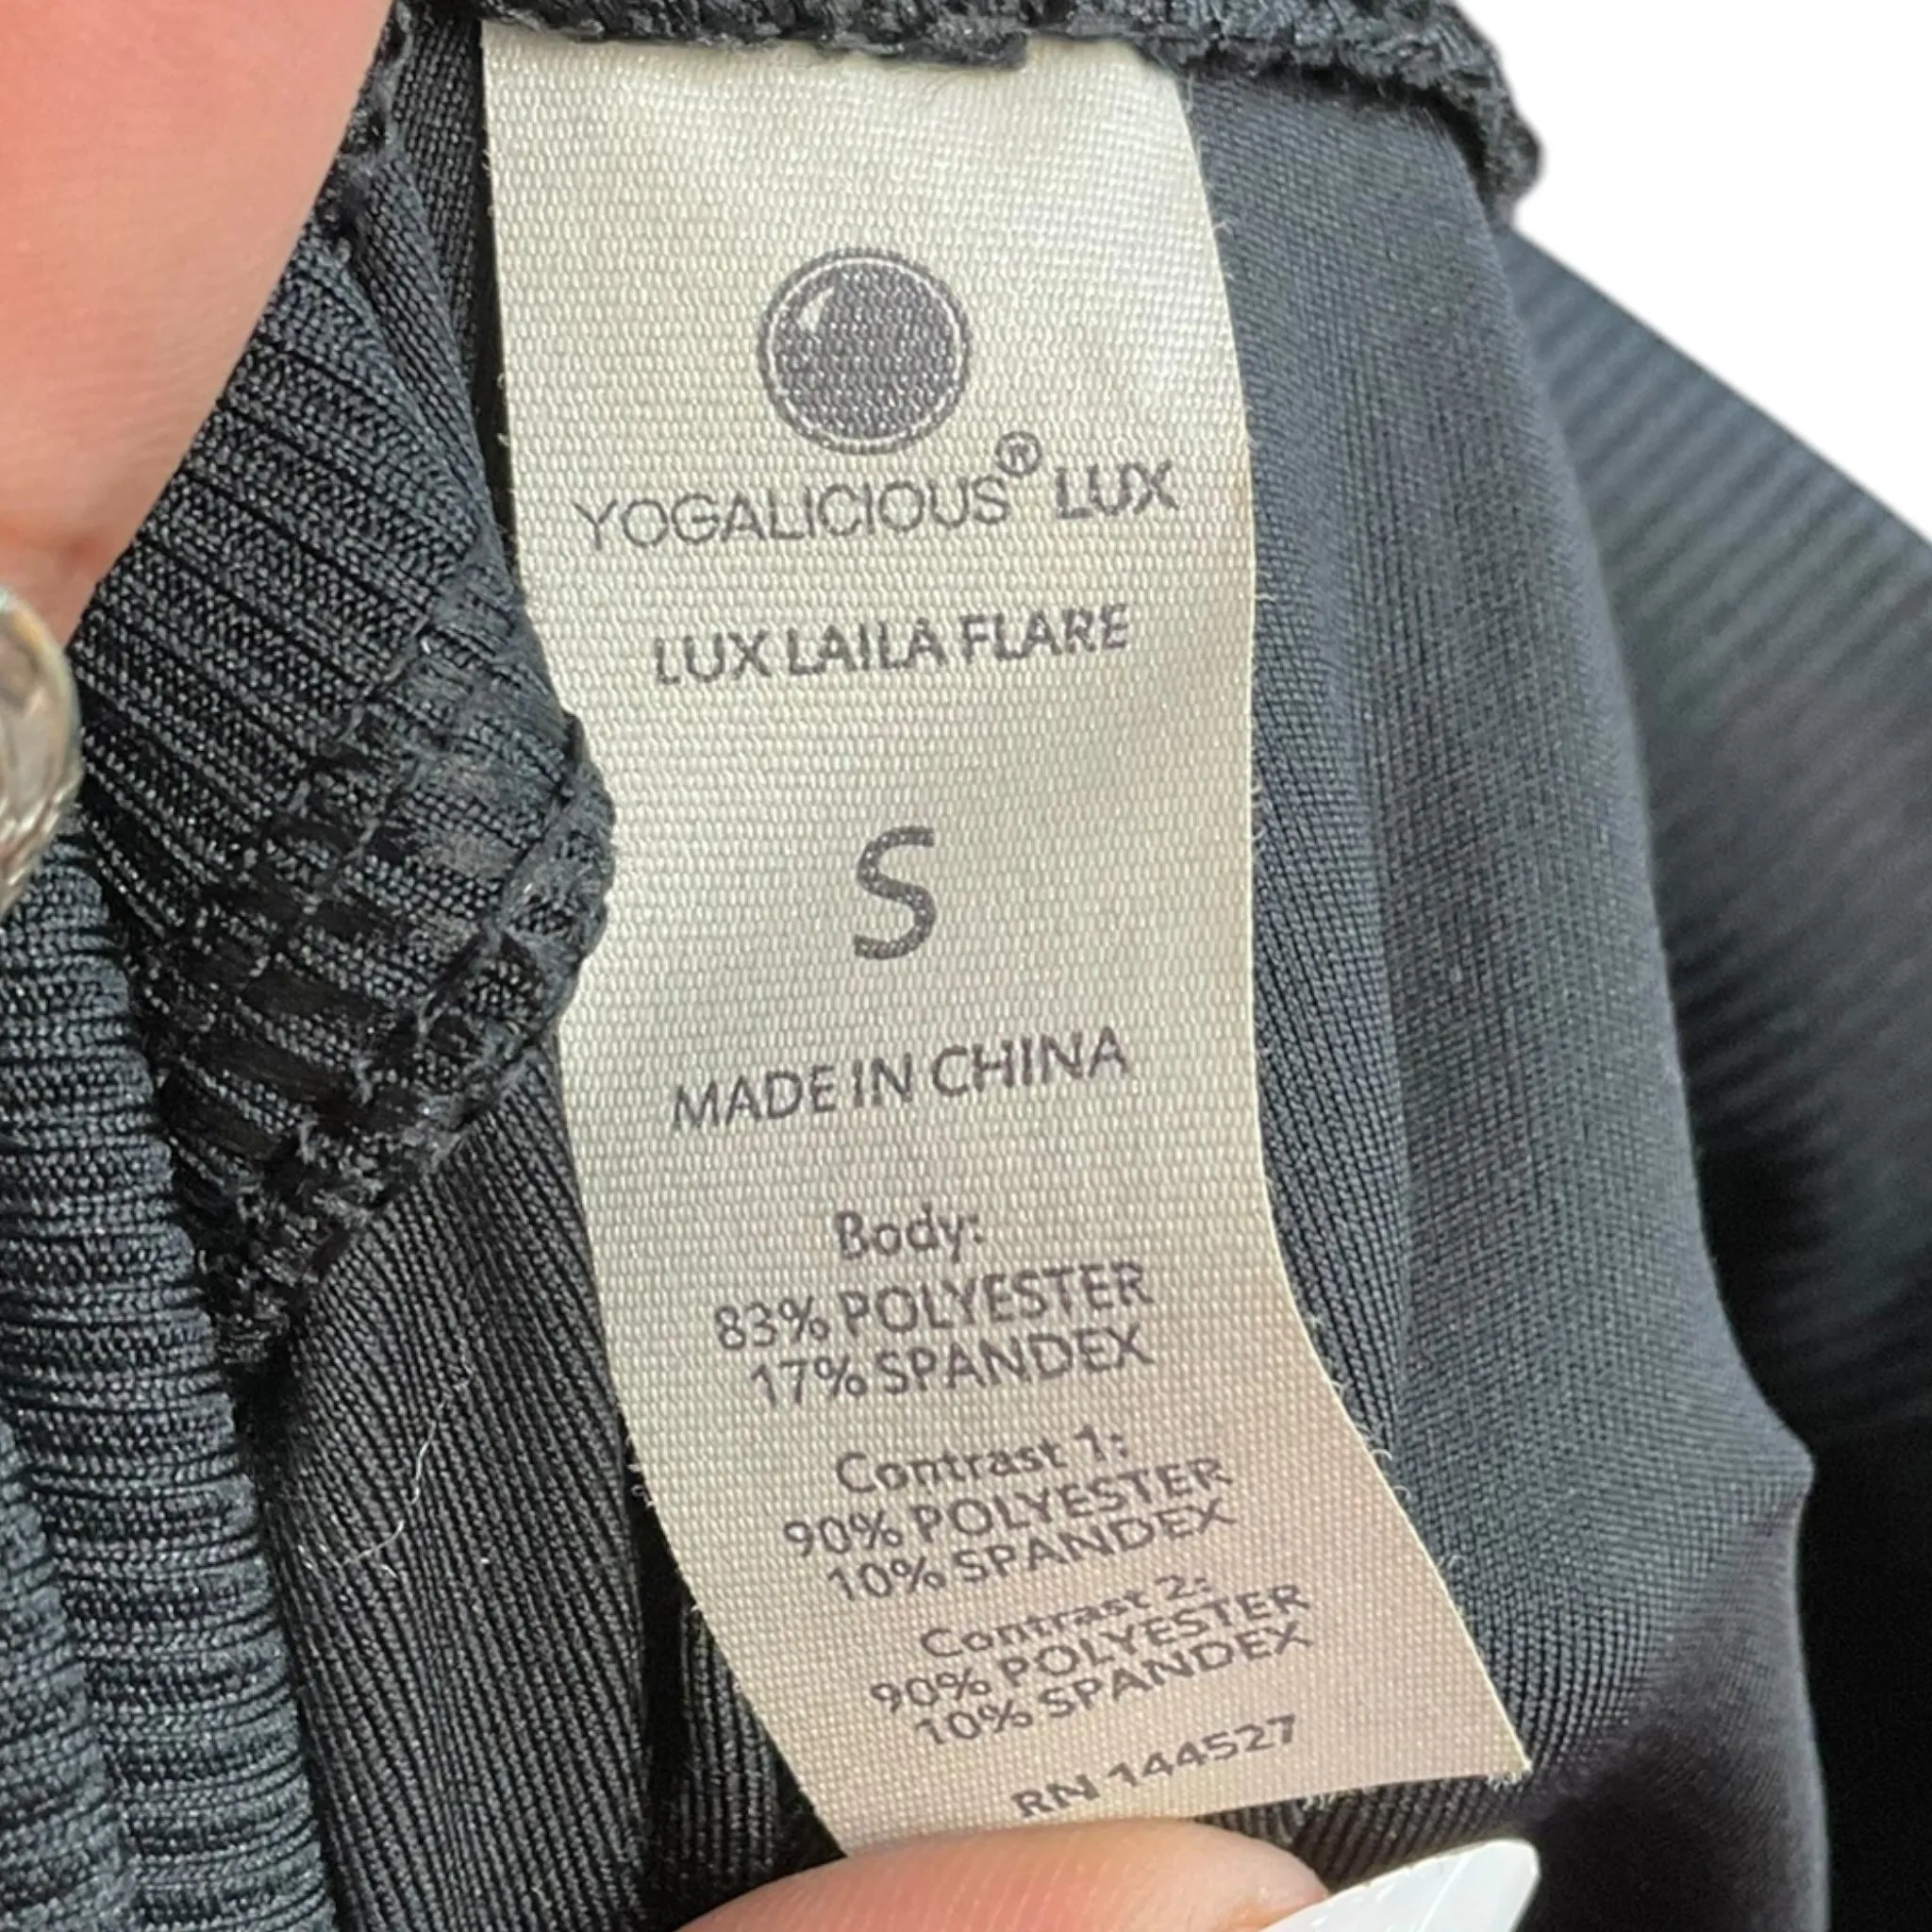 YOGALICIOUS® LUX
LUX LAILA FLARE
S
MADE IN CHINA
Body:
83% POLYESTER
17% SPANDEX
Contrast 1:
90% POLYESTER
10% SPANDEX
Contrast 2:
90% POLYESTER
10% SPANDEX
RN 144527